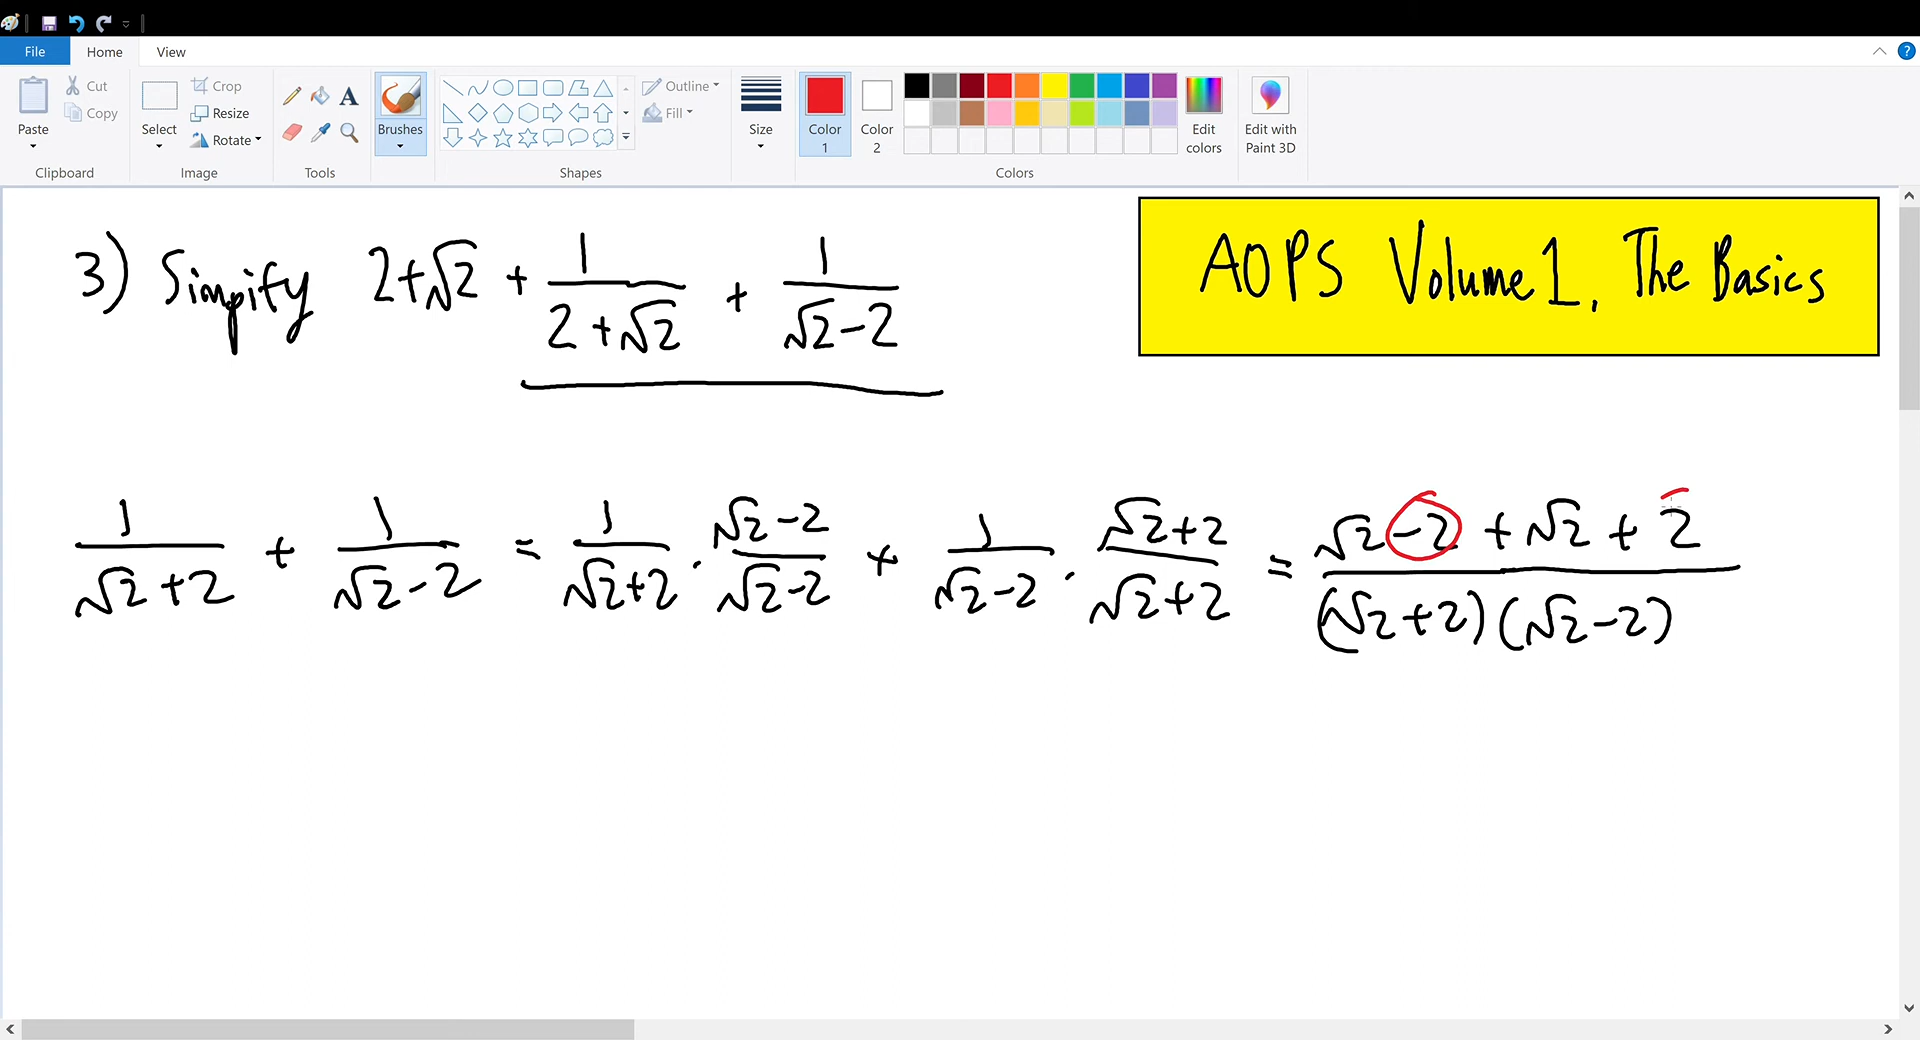 File Home View
Paste Cut Copy Select Crop Resize Rotate Brushes Outline Fill Size Color 1 Color 2 Edit colors Edit with Paint 3D
Clipboard Image Tools Shapes Colors
3) Simpify 2+√2 + 1/(2+√2) + 1/(√2-2)
AOPS Volume 1, The Basics
1/(√2+2) + 1/(√2-2) = 1/(√2+2) · (√2-2)/(√2-2) + 1/(√2-2) · (√2+2)/(√2+2) = (√2-2+√2+2)/((√2+2)(√2-2))